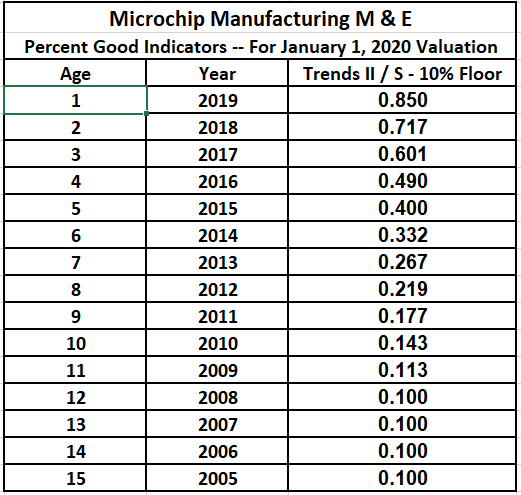 Microchip Manufacturing M & E
Percent Good Indicators -- For January 1, 2020 Valuation
Age Year Trends II / S - 10% Floor
1 2019 0.850
2 2018 0.717
3 2017 0.601
4 2016 0.490
5 2015 0.400
6 2014 0.332
7 2013 0.267
8 2012 0.219
9 2011 0.177
10 2010 0.143
11 2009 0.113
12 2008 0.100
13 2007 0.100
14 2006 0.100
15 2005 0.100